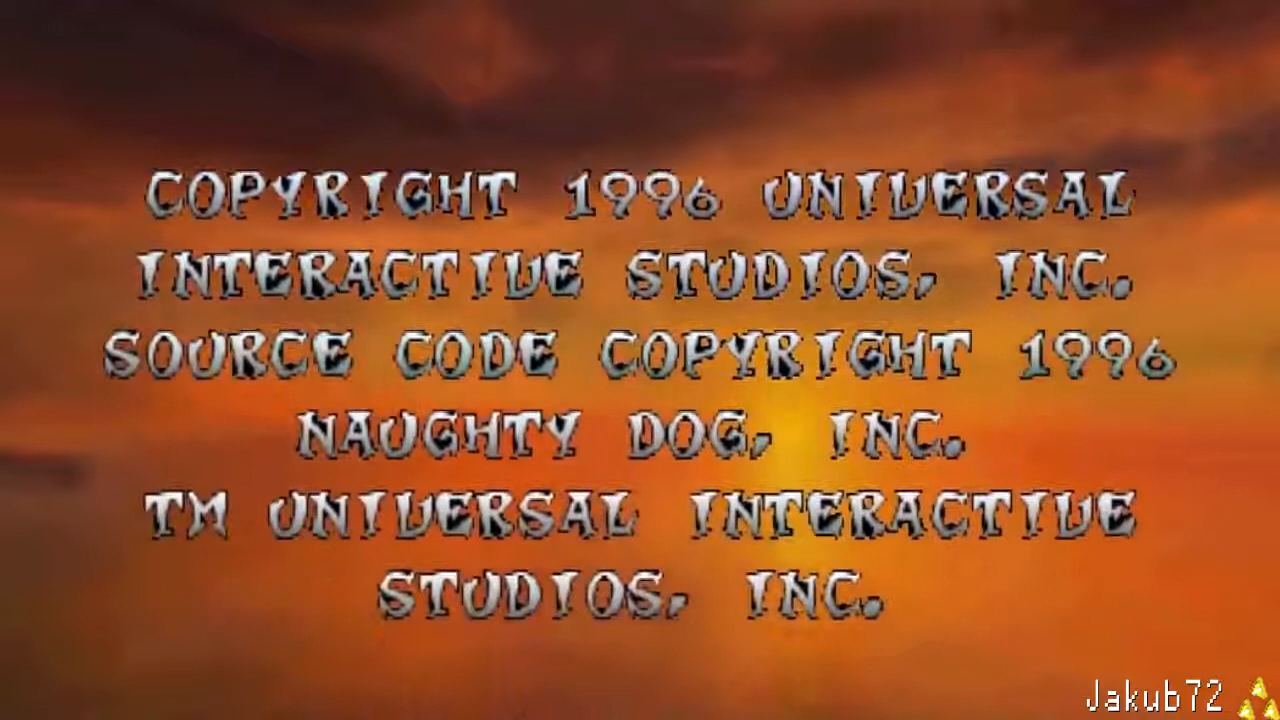 COPYRIGHT 1996 UNIVERSAL
INTERACTIVE STUDIOS, INC.
SOURCE CODE COPYRIGHT 1996
NAUGHTY DOG, INC.
TM UNIVERSAL INTERACTIVE
STUDIOS, INC.
Jakub72